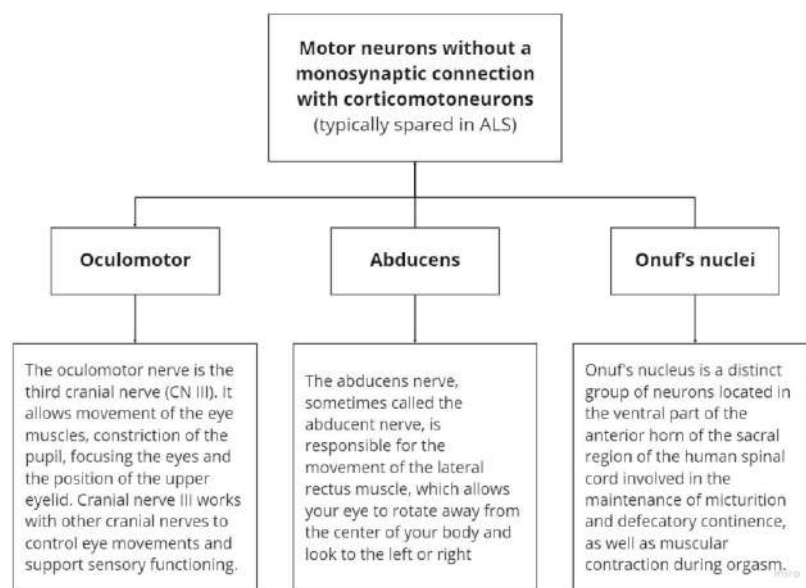 Motor neurons without a
monosynaptic connection
with corticomotoneurons
(typically spared in ALS)
Oculomotor
Abducens
Onuf's nuclei
The oculomotor nerve is the
third cranial nerve (CN III). It
allows movement of the eye
muscles, constriction of the
pupil, focusing the eyes and
the position of the upper
eyelid. Cranial nerve III works
with other cranial nerves to
control eye movements and
support sensory functioning.
The abducens nerve,
sometimes called the
abducent nerve, is
responsible for the
movement of the lateral
rectus muscle, which allows
your eye to rotate away from
the center of your body and
look to the left or right
Onuf's nucleus is a distinct
group of neurons located in
the ventral part of the
anterior horn of the sacral
region of the human spinal
cord involved in the
maintenance of micturition
and defecatory continence,
as well as muscular
contraction during orgasm.
miro